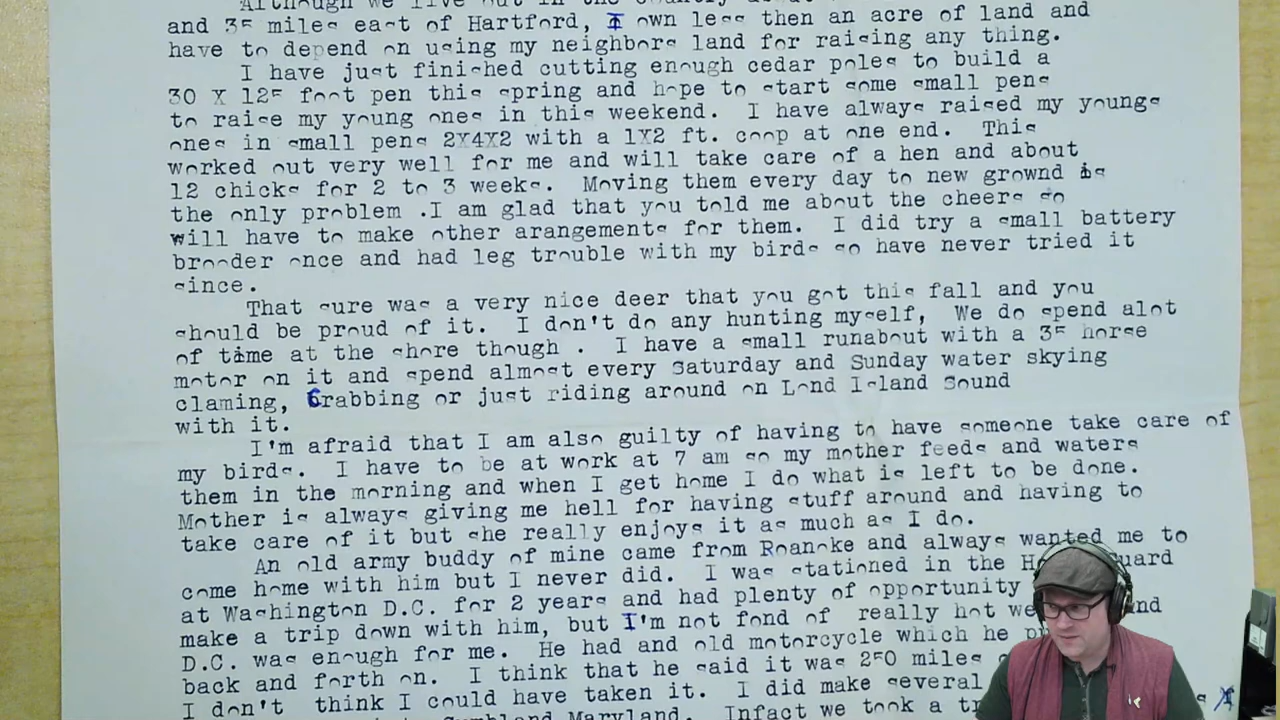 Although we live out in the country about
and 35 miles east of Hartford, I own less then an acre of land and
have to depend on using my neighbors land for raising any thing.
I have just finished cutting enough cedar poles to build a
30 X 125 foot pen this spring and hope to start some small pens
to raise my young ones in this weekend. I have always raised my youngs
ones in small pens 2X4X2 with a 1X2 ft. coop at one end. This
worked out very well for me and will take care of a hen and about
12 chicks for 2 to 3 weeks. Moving them every day to new grownd is
the only problem .I am glad that you told me about the cheers so
will have to make other arangements for them. I did try a small battery
brooder once and had leg trouble with my birds so have never tried it
since.
That sure was a very nice deer that you got this fall and you
should be proud of it. I don't do any hunting myself, We do spend alot
of time at the shore though . I have a small runabout with a 35 horse
motor on it and spend almost every Saturday and Sunday water skying
claming, Crabbing or just riding around on Lond Island Sound
with it.
I'm afraid that I am also guilty of having to have someone take care of
my birds. I have to be at work at 7 am so my mother feeds and waters
them in the morning and when I get home I do what is left to be done.
Mother is always giving me hell for having stuff around and having to
take care of it but she really enjoys it as much as I do.
An old army buddy of mine came from Roanoke and always wanted me to
come home with him but I never did. I was stationed in the
at Washington D.C. for 2 years and had plenty of opportunity
make a trip down with him, but I'm not fond of really hot
D.C. was enough for me. He had and old motorcycle which he
back and forth on. I think that he said it was 250 miles
I don't think I could have taken it. I did make several
Maryland. Infact we took a